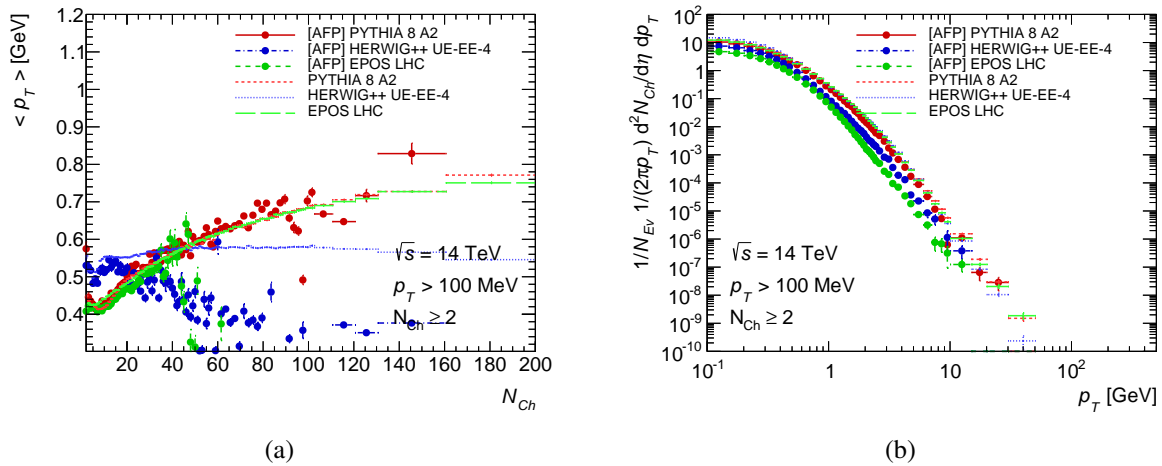 < p_T > [GeV]
1.2
1.1
1
0.9
0.8
0.7
0.6
0.5
0.4
[AFP] PYTHIA 8 A2
[AFP] HERWIG++ UE-EE-4
[AFP] EPOS LHC
PYTHIA 8 A2
HERWIG++ UE-EE-4
EPOS LHC
√s = 14 TeV
p_T > 100 MeV
N_Ch ≥ 2
20 40 60 80 100 120 140 160 180 200
N_Ch
(a)
1/N_Ev 1/(2πp_T) d²N_Ch/dη dp_T
10²
10
1
10⁻¹
10⁻²
10⁻³
10⁻⁴
10⁻⁵
10⁻⁶
10⁻⁷
10⁻⁸
10⁻⁹
10⁻¹⁰
[AFP] PYTHIA 8 A2
[AFP] HERWIG++ UE-EE-4
[AFP] EPOS LHC
PYTHIA 8 A2
HERWIG++ UE-EE-4
EPOS LHC
√s = 14 TeV
p_T > 100 MeV
N_Ch ≥ 2
10⁻¹ 1 10 10²
p_T [GeV]
(b)